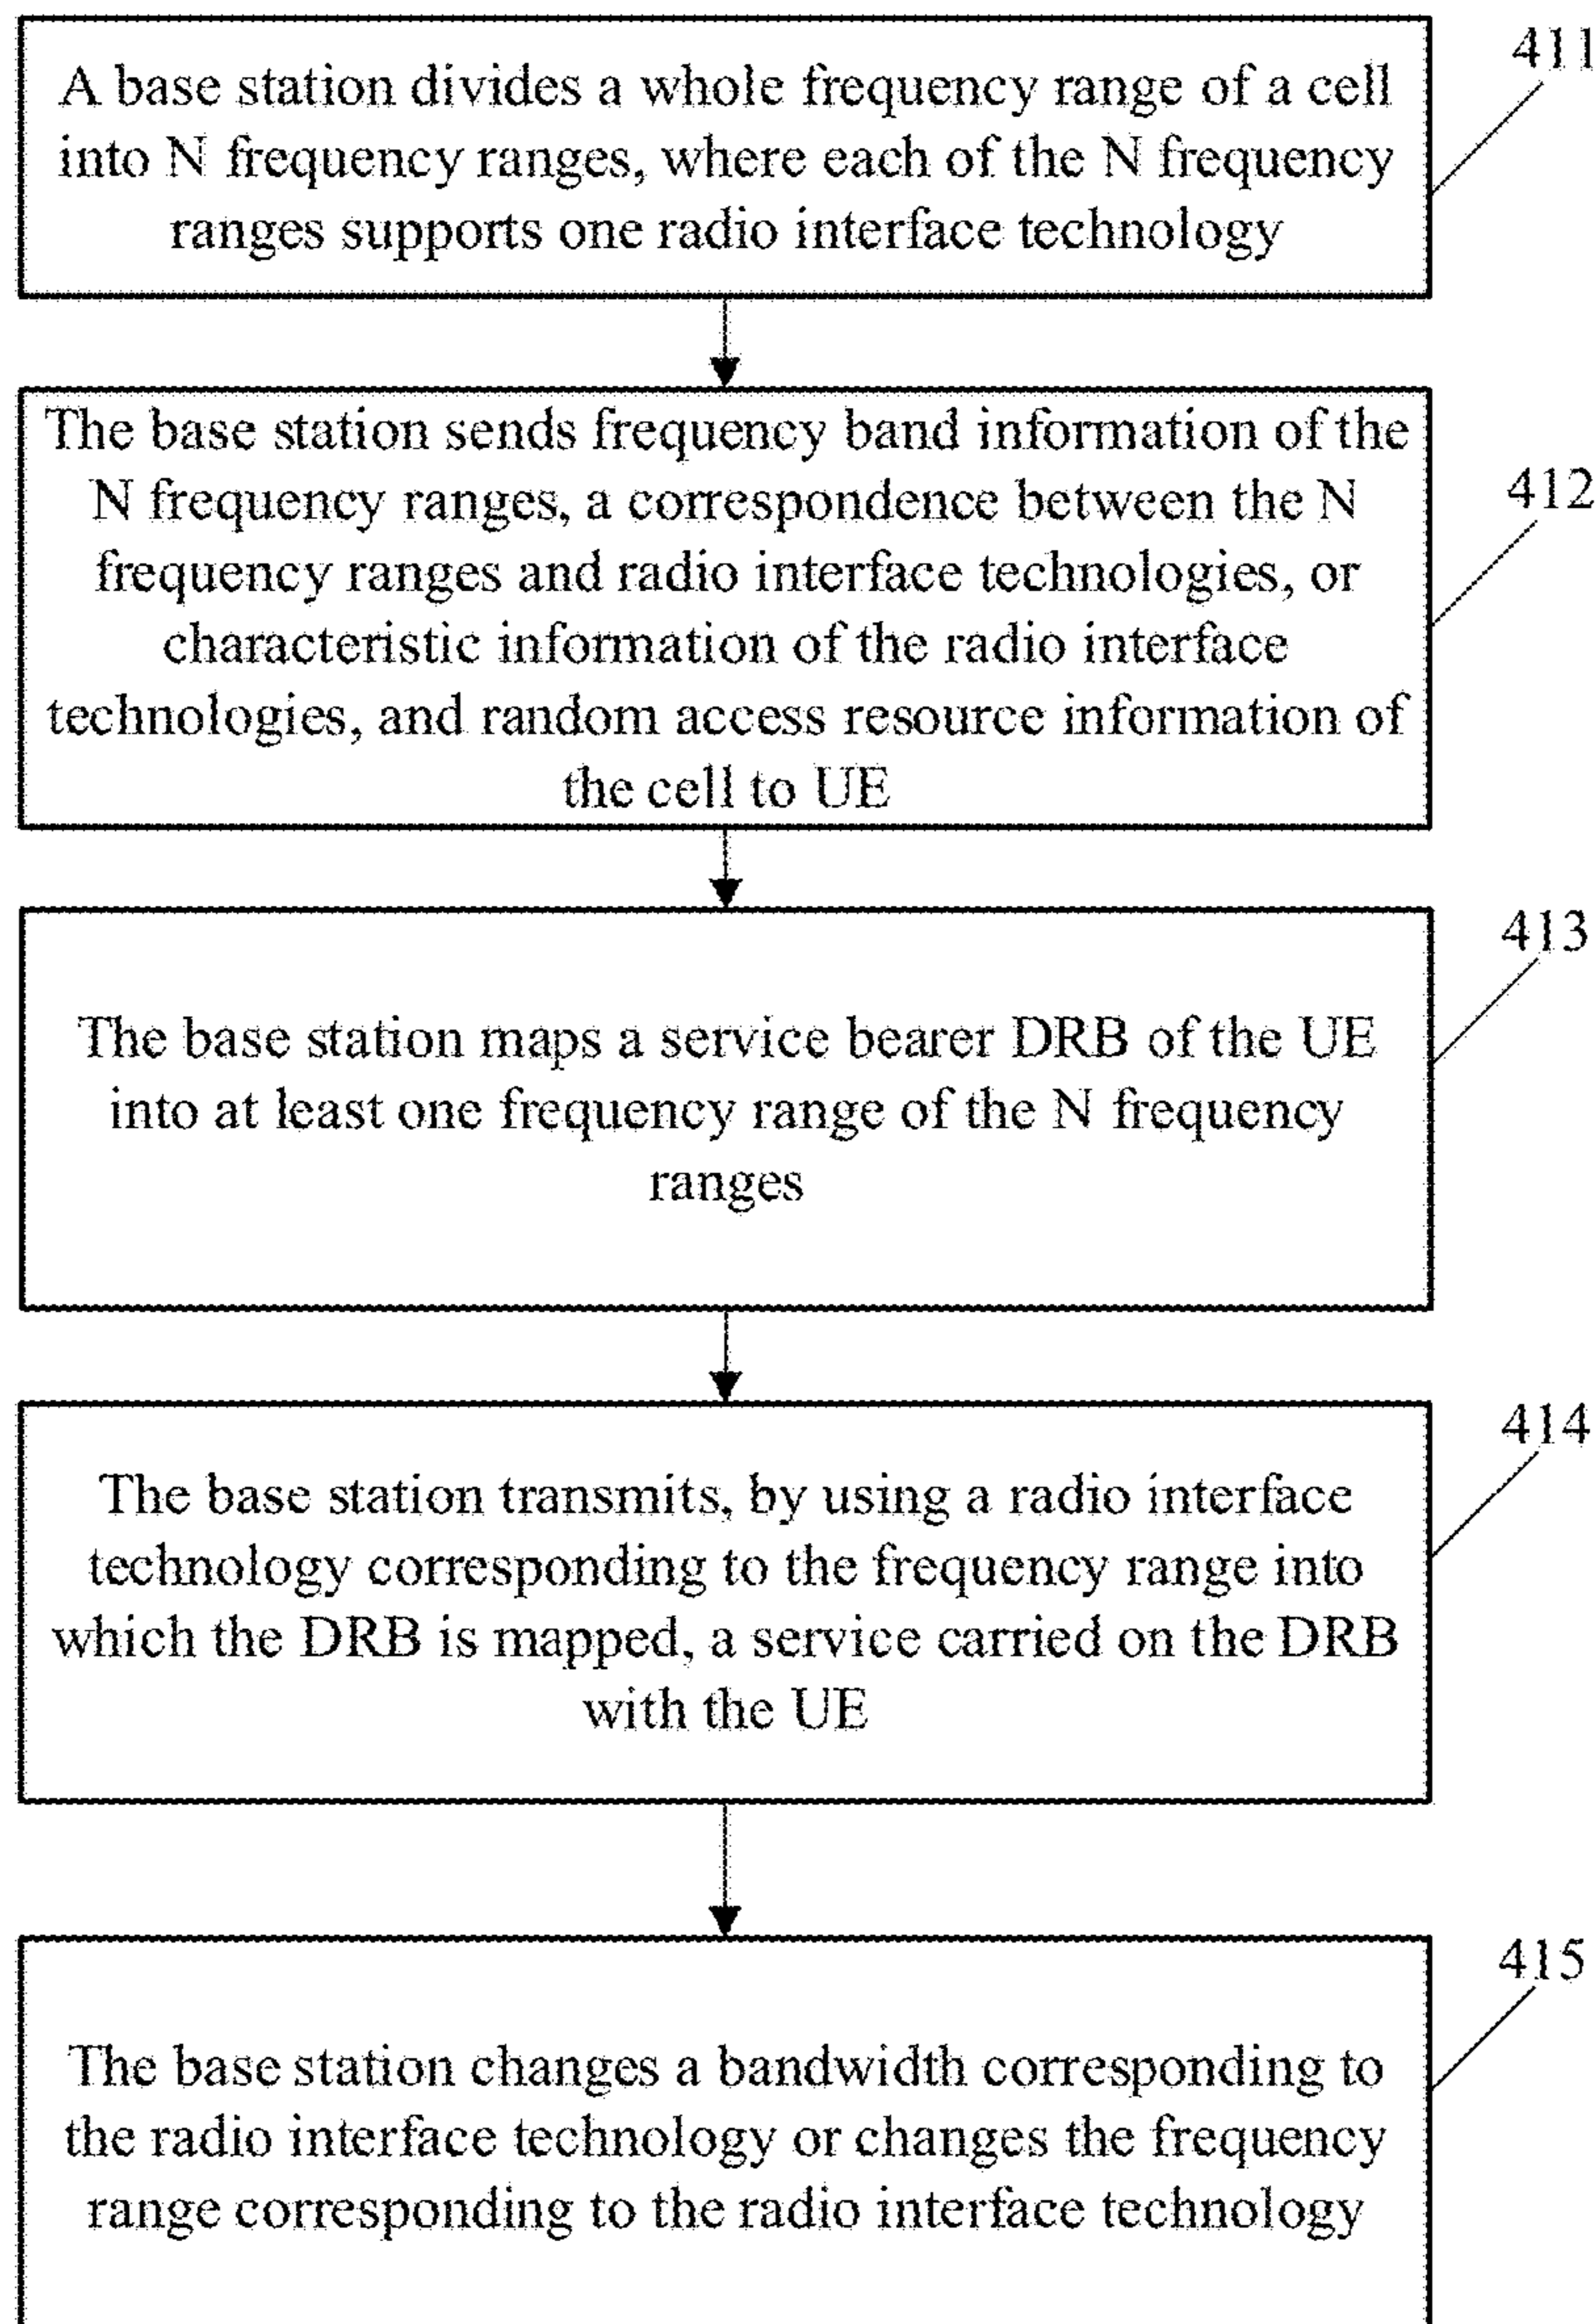 A base station divides a whole frequency range of a cell
into N frequency ranges, where each of the N frequency
ranges supports one radio interface technology
411
The base station sends frequency band information of the
N frequency ranges, a correspondence between the N
frequency ranges and radio interface technologies, or
characteristic information of the radio interface
technologies, and random access resource information of
the cell to UE
412
The base station maps a service bearer DRB of the UE
into at least one frequency range of the N frequency
ranges
413
The base station transmits, by using a radio interface
technology corresponding to the frequency range into
which the DRB is mapped, a service carried on the DRB
with the UE
414
The base station changes a bandwidth corresponding to
the radio interface technology or changes the frequency
range corresponding to the radio interface technology
415